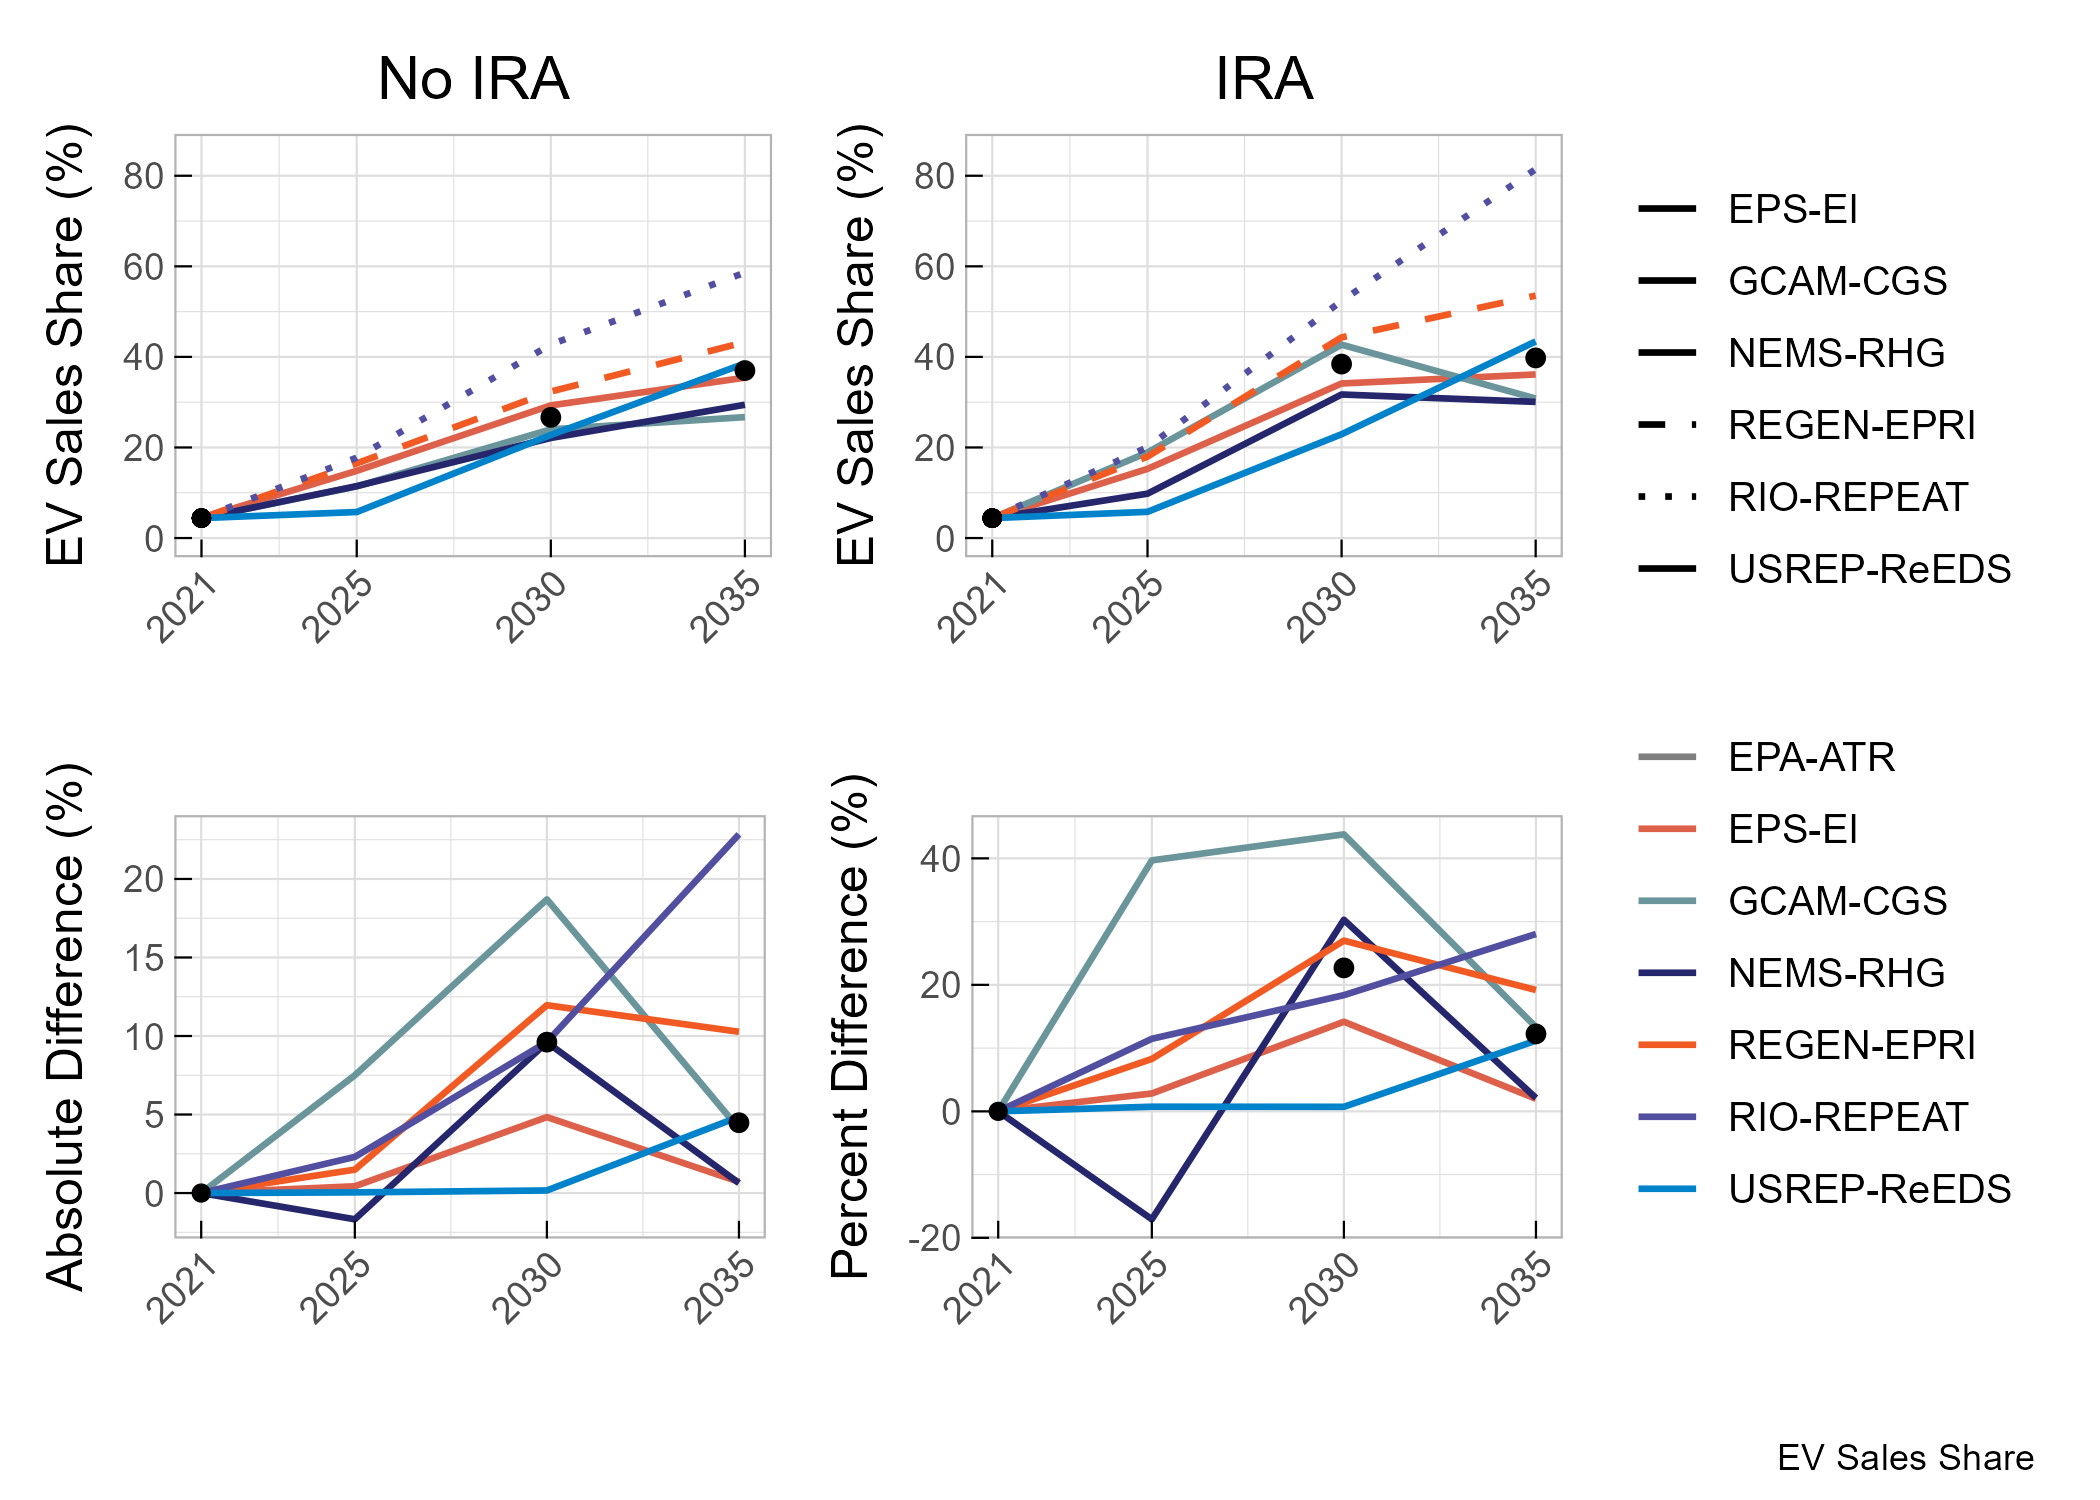 No IRA
IRA
EV Sales Share (%)
80
60
40
20
0
2021
2025
2030
2035
EV Sales Share (%)
80
60
40
20
0
2021
2025
2030
2035
EPS-EI
GCAM-CGS
NEMS-RHG
REGEN-EPRI
RIO-REPEAT
USREP-ReEDS
Absolute Difference (%)
20
15
10
5
0
2021
2025
2030
2035
Percent Difference (%)
40
20
0
-20
2021
2025
2030
2035
EPA-ATR
EPS-EI
GCAM-CGS
NEMS-RHG
REGEN-EPRI
RIO-REPEAT
USREP-ReEDS
EV Sales Share